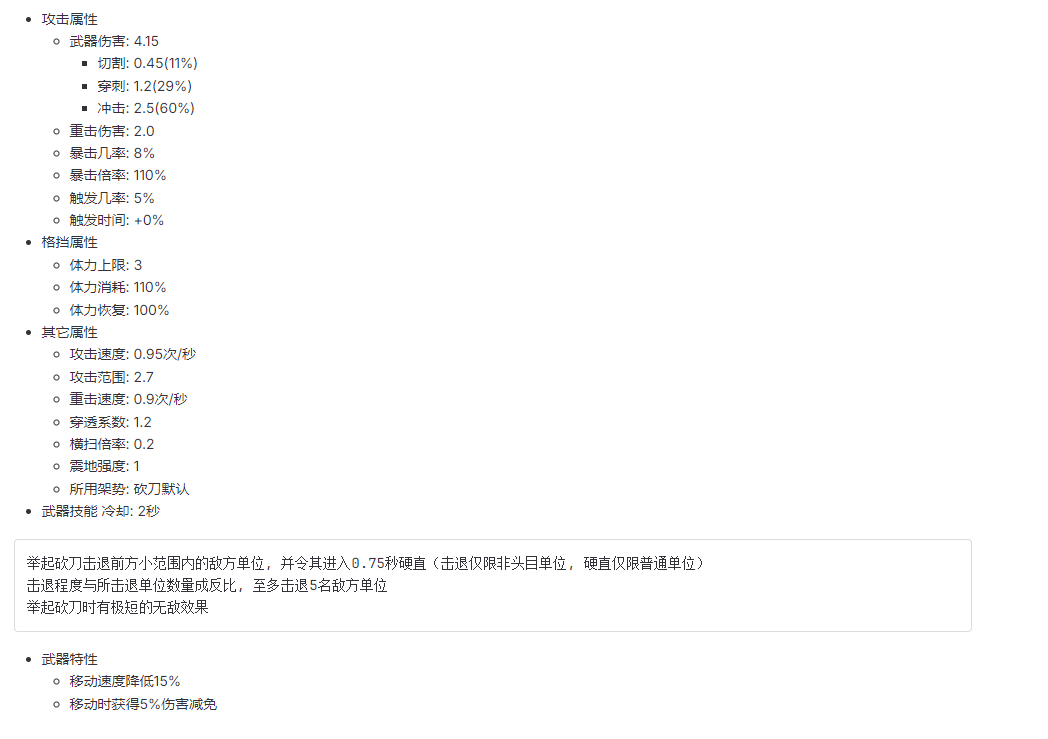 攻击属性
武器伤害: 4.15
切割: 0.45(11%)
穿刺: 1.2(29%)
冲击: 2.5(60%)
重击伤害: 2.0
暴击几率: 8%
暴击倍率: 110%
触发几率: 5%
触发时间: +0%
格挡属性
体力上限: 3
体力消耗: 110%
体力恢复: 100%
其它属性
攻击速度: 0.95次/秒
攻击范围: 2.7
重击速度: 0.9次/秒
穿透系数: 1.2
横扫倍率: 0.2
震地强度: 1
所用架势: 砍刀默认
武器技能 冷却: 2秒
举起砍刀击退前方小范围内的敌方单位, 并令其进入0.75秒硬直（击退仅限非头目单位, 硬直仅限普通单位）
击退程度与所击退单位数量成反比, 至多击退5名敌方单位
举起砍刀时有极短的无敌效果
武器特性
移动速度降低15%
移动时获得5%伤害减免